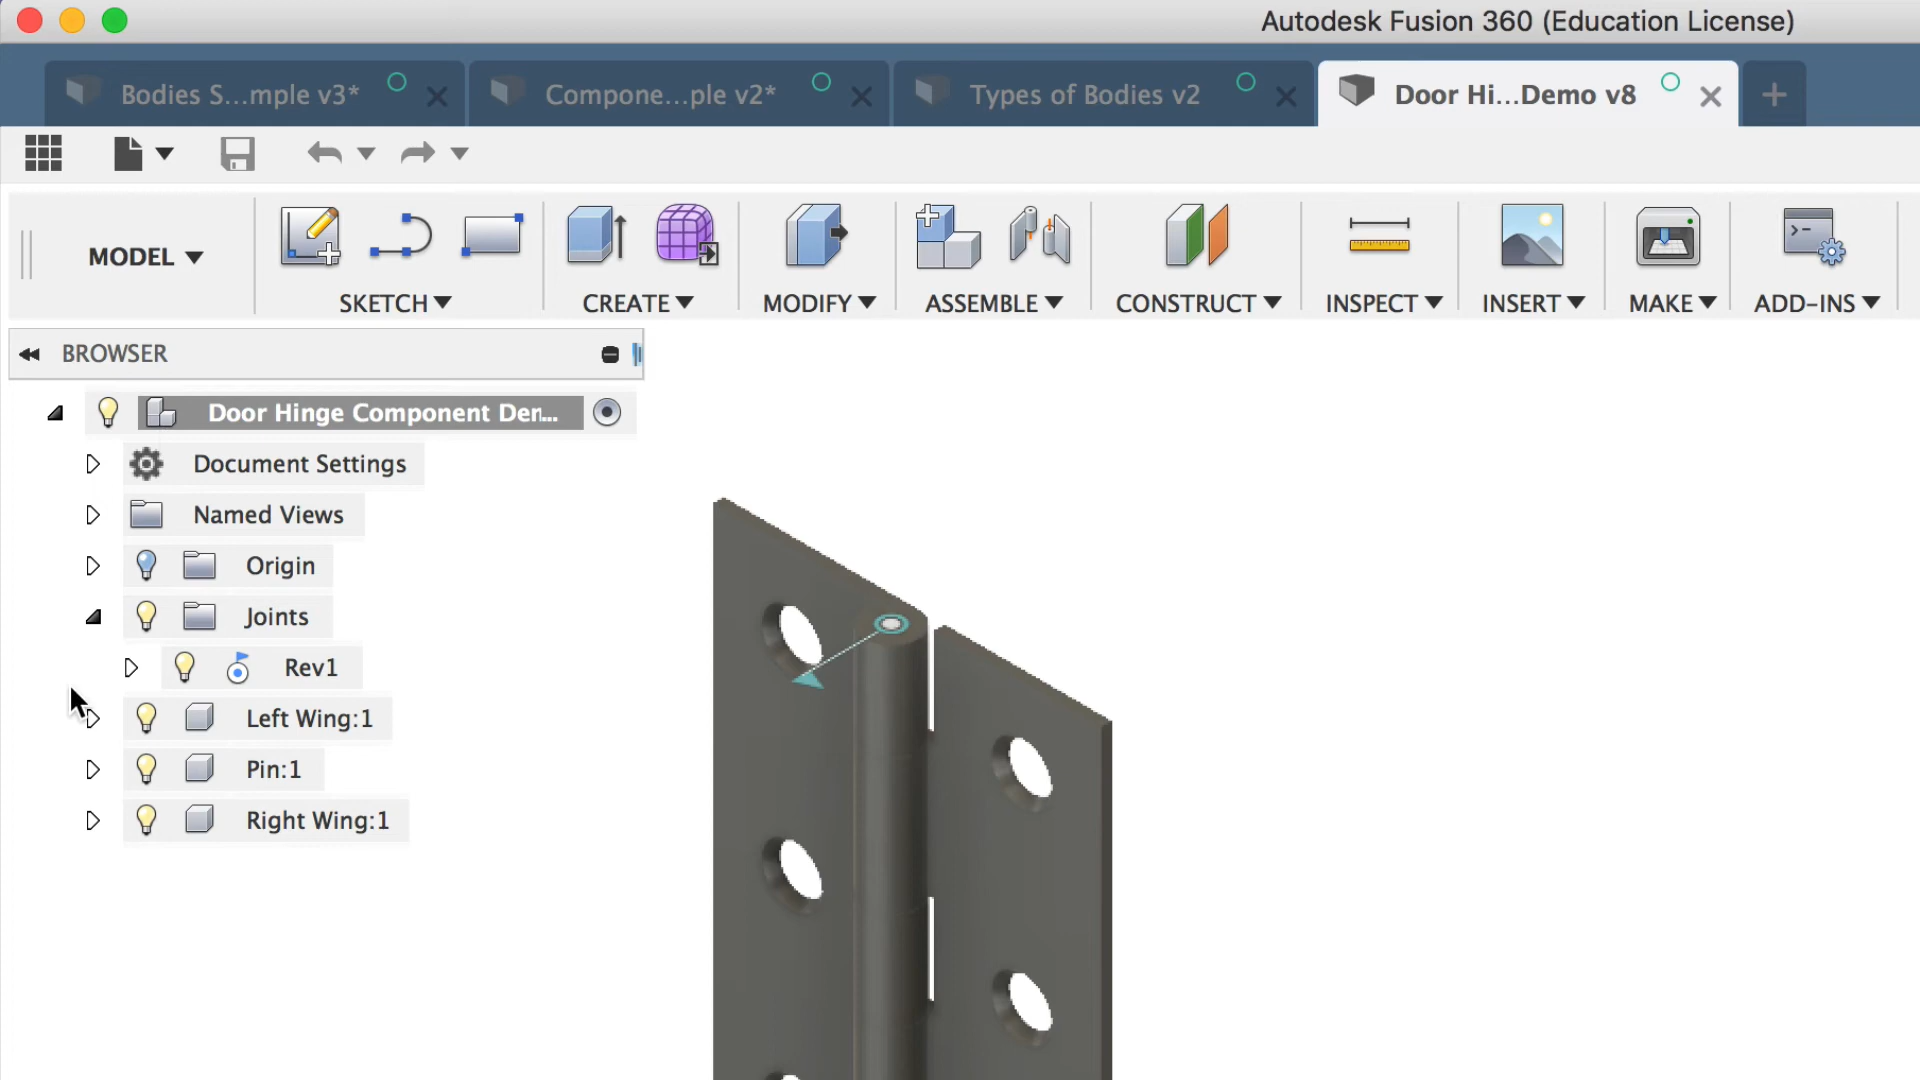 Autodesk Fusion 360 (Education License)
Bodies S...mple v3*
Compone...ple v2*
Types of Bodies v2
Door Hi...Demo v8
MODEL
SKETCH
CREATE
MODIFY
ASSEMBLE
CONSTRUCT
INSPECT
INSERT
MAKE
ADD-INS
BROWSER
Door Hinge Component Der...
Document Settings
Named Views
Origin
Joints
Rev1
Left Wing:1
Pin:1
Right Wing:1